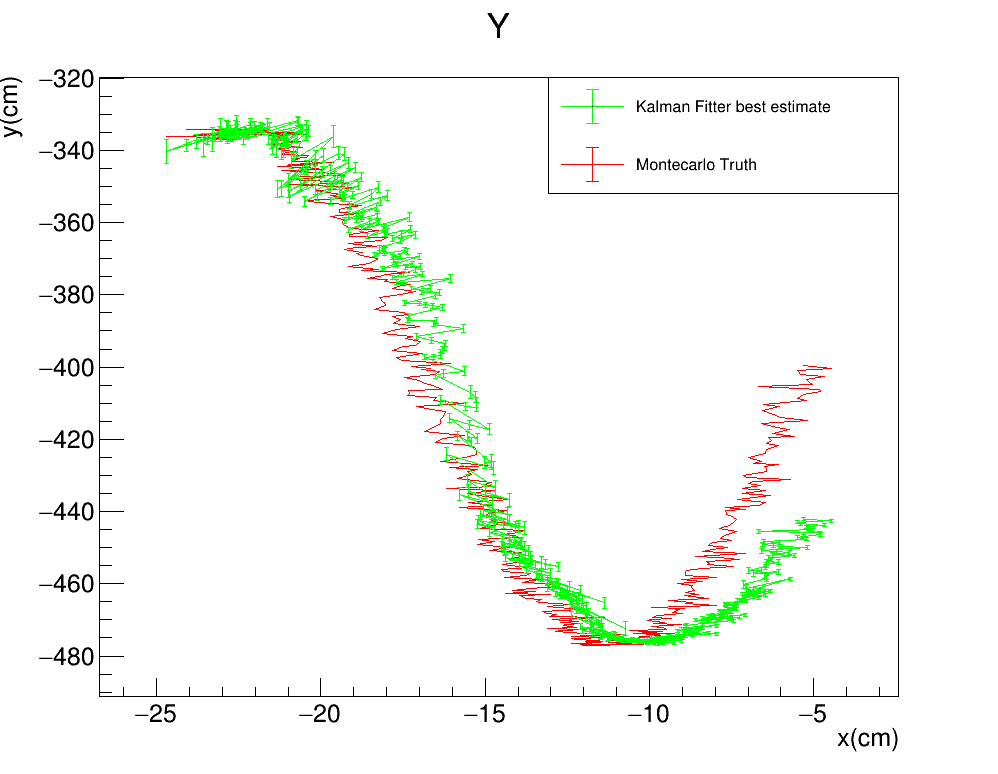 Y
y(cm)
−320
−340
−360
−380
−400
−420
−440
−460
−480
Kalman Fitter best estimate
Montecarlo Truth
−25 −20 −15 −10 −5
x(cm)